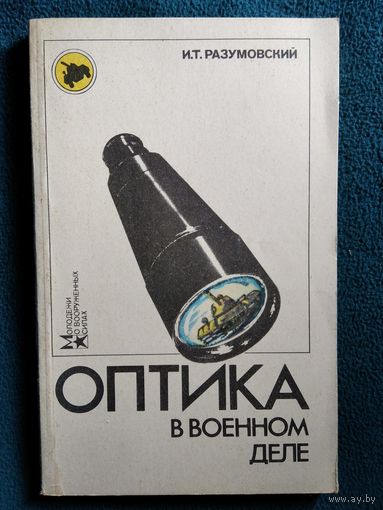 И.Т. РАЗУМОВСКИЙ
МОЛОДЕЖИ
О ВООРУЖЕННЫХ
СИЛАХ
ОПТИКА
В ВОЕННОМ
ДЕЛЕ
www.ay.by